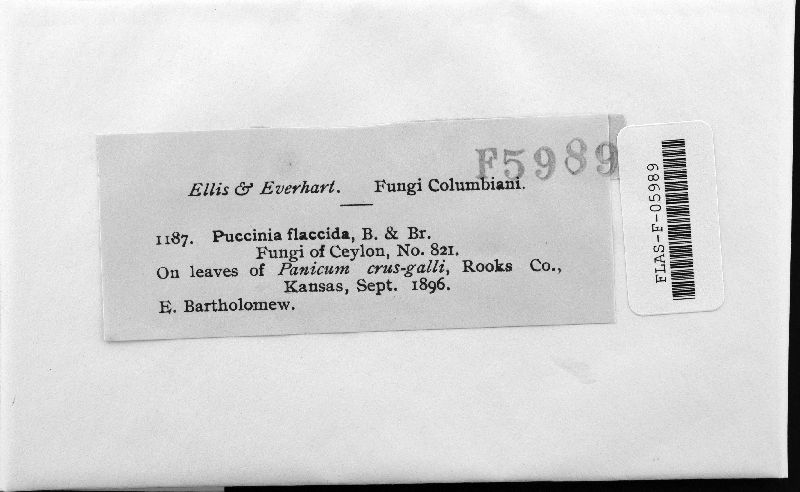 F5989
Ellis & Everhart. Fungi Columbiani.
1187. Puccinia flaccida, B. & Br.
Fungi of Ceylon, No. 821.
On leaves of Panicum crus-galli, Rooks Co.,
Kansas, Sept. 1896.
E. Bartholomew.
FLAS-F-05989